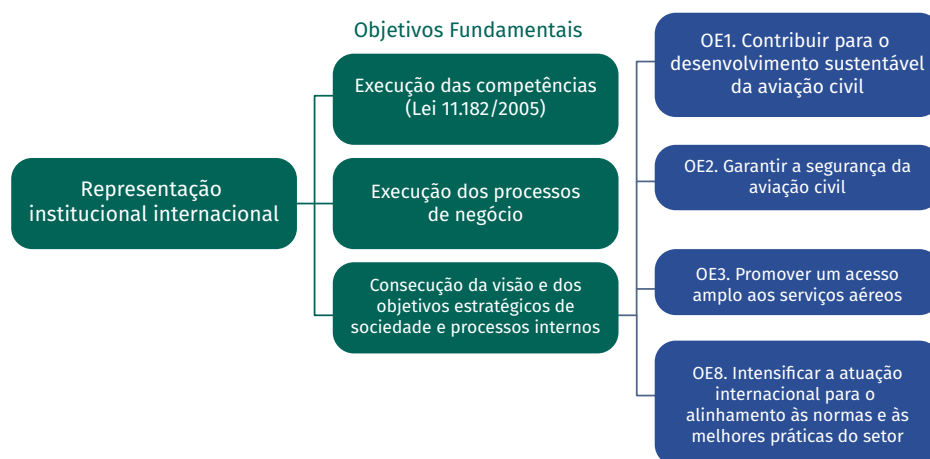 Objetivos Fundamentais
Representação
institucional internacional
Execução das competências
(Lei 11.182/2005)
Execução dos processos
de negócio
Consecução da visão e dos
objetivos estratégicos de
sociedade e processos internos
OE1. Contribuir para o
desenvolvimento sustentável
da aviação civil
OE2. Garantir a segurança da
aviação civil
OE3. Promover um acesso
amplo aos serviços aéreos
OE8. Intensificar a atuação
internacional para o
alinhamento às normas e às
melhores práticas do setor